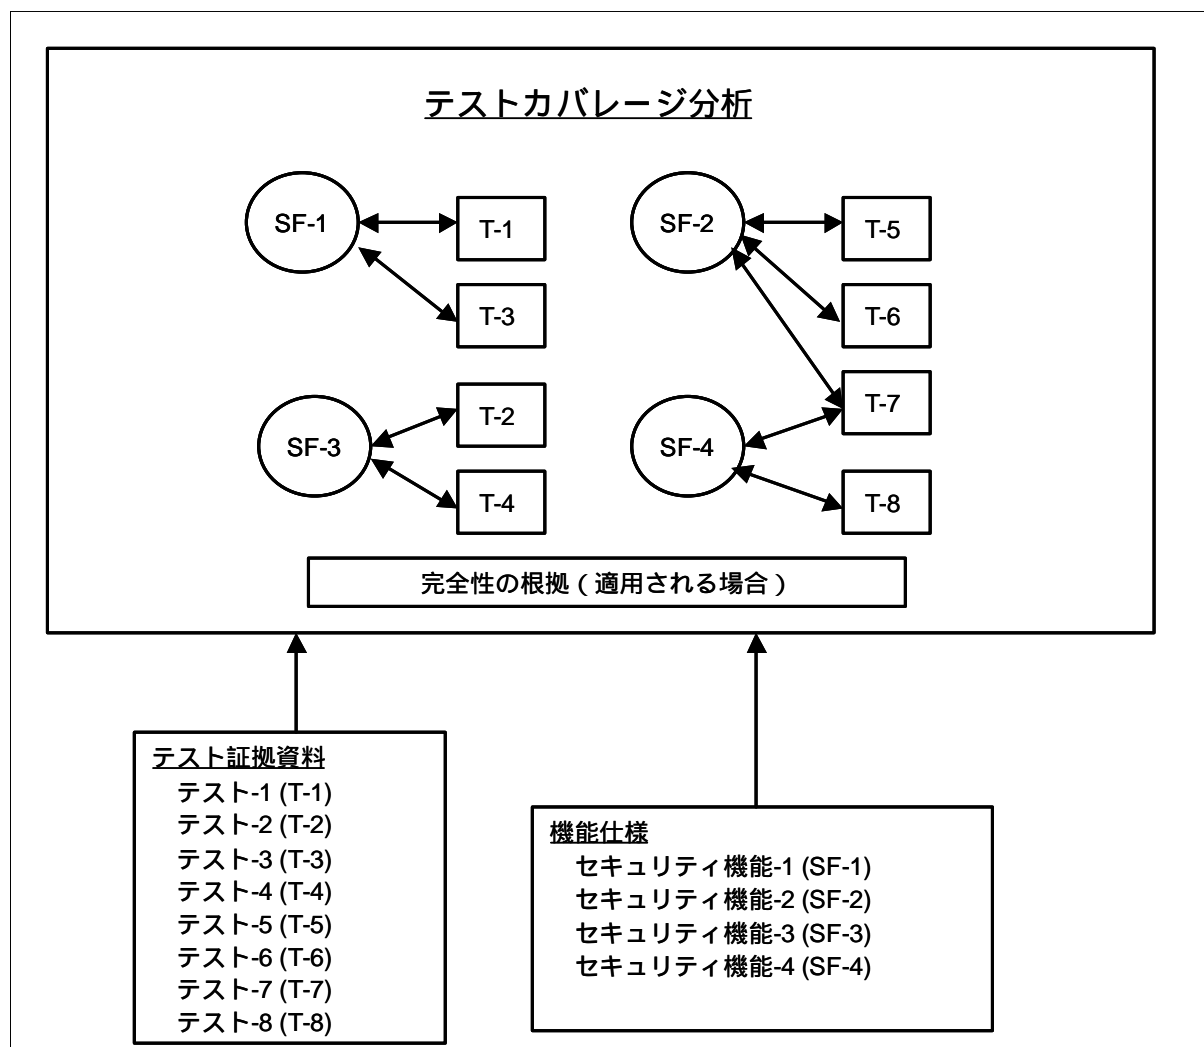 テストカバレージ分析
SF-1
T-1
T-3
SF-2
T-5
T-6
T-7
SF-3
T-2
T-4
SF-4
T-8
完全性の根拠（適用される場合）
テスト証拠資料
テスト-1 (T-1)
テスト-2 (T-2)
テスト-3 (T-3)
テスト-4 (T-4)
テスト-5 (T-5)
テスト-6 (T-6)
テスト-7 (T-7)
テスト-8 (T-8)
機能仕様
セキュリティ機能-1 (SF-1)
セキュリティ機能-2 (SF-2)
セキュリティ機能-3 (SF-3)
セキュリティ機能-4 (SF-4)